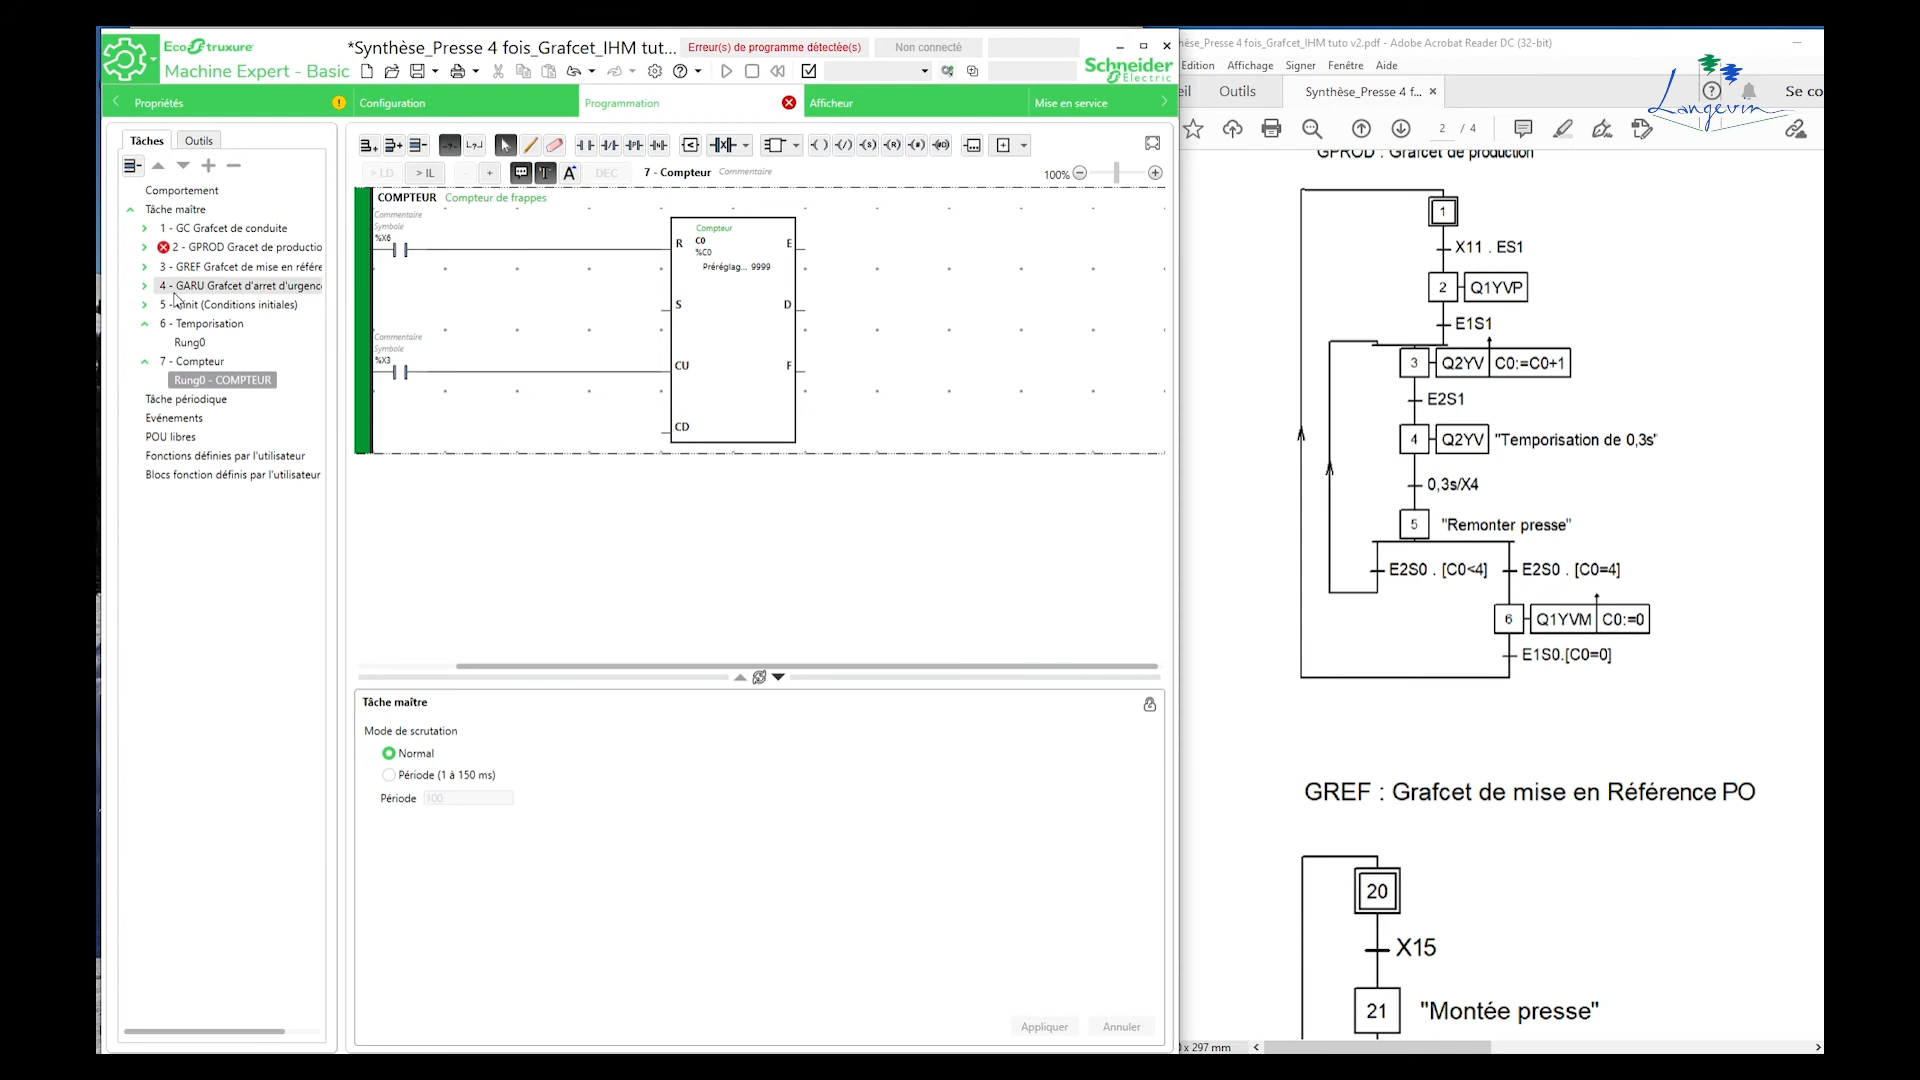 EcoStruxure
Machine Expert - Basic
*Synthèse_Presse 4 fois_Grafcet_IHM tut...
Erreur(s) de programme détectée(s)
Non connecté
Schneider
Electric
Propriétés
Configuration
Programmation
Afficheur
Mise en service
Tâches
Outils
Comportement
Tâche maître
1 - GC Grafcet de conduite
2 - GPROD Gracet de productio
3 - GREF Grafcet de mise en référe
4 - GARU Grafcet d'arret d'urgenc
5 - Init (Conditions initiales)
6 - Temporisation
Rung0
7 - Compteur
Rung0 - COMPTEUR
Tâche périodique
Evénements
POU libres
Fonctions définies par l'utilisateur
Blocs fonction définis par l'utilisateur
> LD
> IL
-
+
DEC
7 - Compteur
Commentaire
100%
COMPTEUR
Compteur de frappes
Commentaire
Symbole
%X6
Compteur
C0
%C0
Préréglag... 9999
R
E
S
D
Commentaire
Symbole
%X3
CU
F
CD
Tâche maître
Mode de scrutation
Normal
Période (1 à 150 ms)
Période
100
Appliquer
Annuler
hèse_Presse 4 fois_Grafcet_IHM tuto v2.pdf - Adobe Acrobat Reader DC (32-bit)
Edition
Affichage
Signer
Fenêtre
Aide
eil
Outils
Synthèse_Presse 4 f...
Se co
Langevin
2 / 4
GPROD : Grafcet de production
1
X11 . ES1
2
Q1YVP
E1S1
3
Q2YV
C0:=C0+1
E2S1
4
Q2YV
"Temporisation de 0,3s"
0,3s/X4
5
"Remonter presse"
E2S0 . [C0<4]
E2S0 . [C0=4]
6
Q1YVM
C0:=0
E1S0.[C0=0]
GREF : Grafcet de mise en Référence PO
20
X15
21
"Montée presse"
x 297 mm